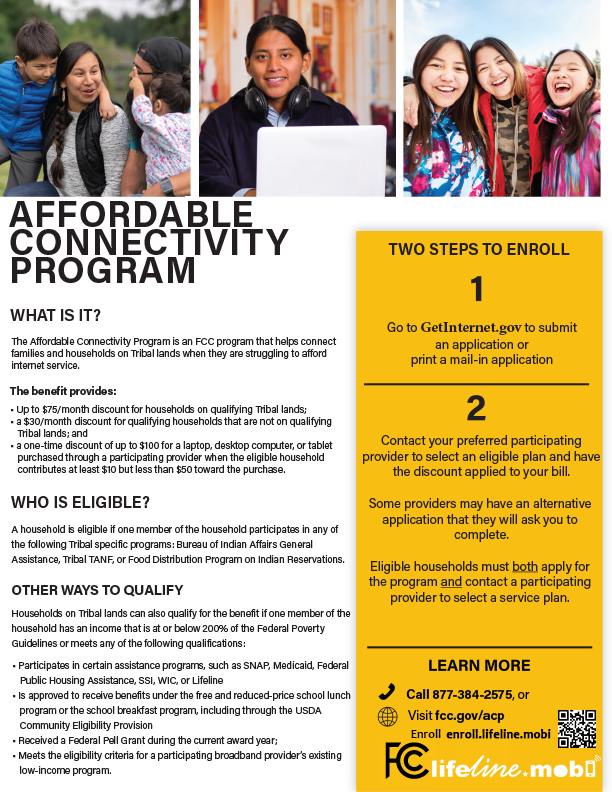 AFFORDABLE
CONNECTIVITY
PROGRAM
WHAT IS IT?
The Affordable Connectivity Program is an FCC program that helps connect
families and households on Tribal lands when they are struggling to afford
internet service.
The benefit provides:
• Up to $75/month discount for households on qualifying Tribal lands;
• a $30/month discount for qualifying households that are not on qualifying
Tribal lands; and
• a one-time discount of up to $100 for a laptop, desktop computer, or tablet
purchased through a participating provider when the eligible household
contributes at least $10 but less than $50 toward the purchase.
WHO IS ELIGIBLE?
A household is eligible if one member of the household participates in any of
the following Tribal specific programs: Bureau of Indian Affairs General
Assistance, Tribal TANF, or Food Distribution Program on Indian Reservations.
OTHER WAYS TO QUALIFY
Households on Tribal lands can also qualify for the benefit if one member of the
household has an income that is at or below 200% of the Federal Poverty
Guidelines or meets any of the following qualifications:
• Participates in certain assistance programs, such as SNAP, Medicaid, Federal
Public Housing Assistance, SSI, WIC, or Lifeline
• Is approved to receive benefits under the free and reduced-price school lunch
program or the school breakfast program, including through the USDA
Community Eligibility Provision
• Received a Federal Pell Grant during the current award year;
• Meets the eligibility criteria for a participating broadband provider's existing
low-income program.
TWO STEPS TO ENROLL
1
Go to GetInternet.gov to submit
an application or
print a mail-in application
2
Contact your preferred participating
provider to select an eligible plan and have
the discount applied to your bill.
Some providers may have an alternative
application that they will ask you to
complete.
Eligible households must both apply for
the program and contact a participating
provider to select a service plan.
LEARN MORE
Call 877-384-2575, or
Visit fcc.gov/acp
Enroll enroll.lifeline.mobi
FCC lifeline.mobi